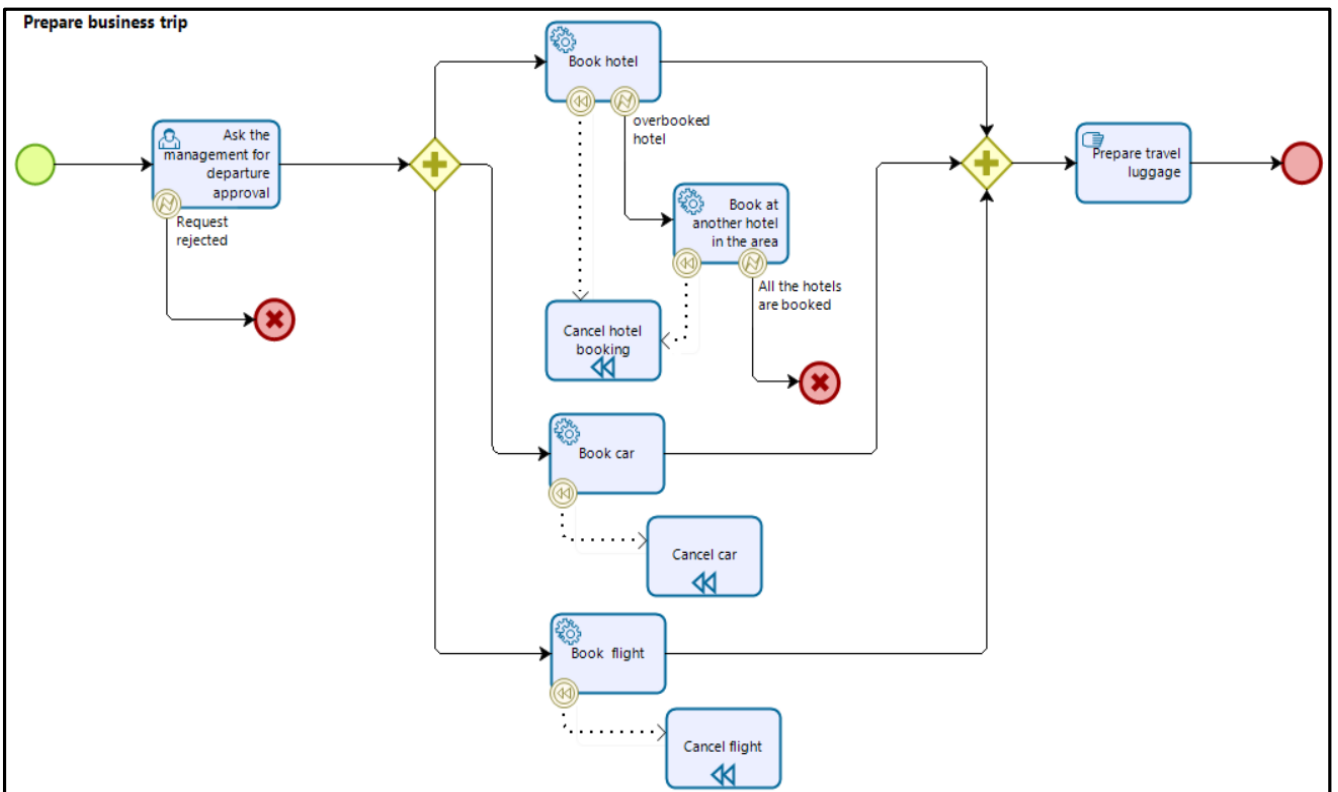 Prepare business trip
Book hotel
overbooked
hotel
Ask the
management for
departure
approval
Request
rejected
Prepare travel
luggage
Book at
another hotel
in the area
All the hotels
are booked
Cancel hotel
booking
Book car
Cancel car
Book flight
Cancel flight